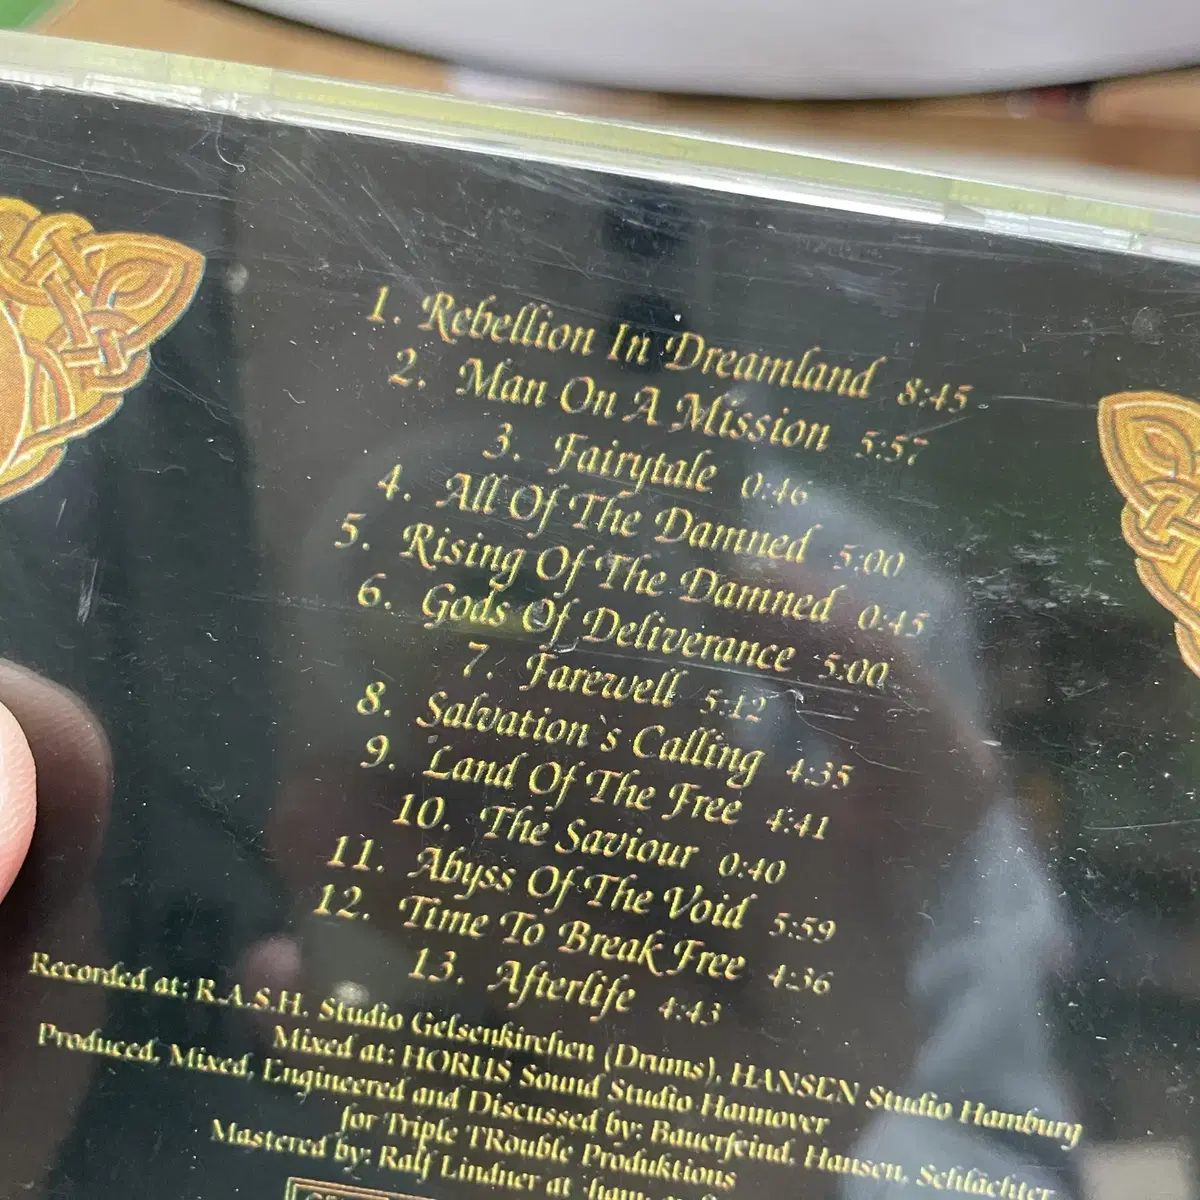 1. Rebellion In Dreamland 8:45
2. Man On A Mission 5:57
3. Fairytale 0:46
4. All Of The Damned 5:00
5. Rising Of The Damned 0:45
6. Gods Of Deliverance 5:00
7. Farewell 5:12
8. Salvation´s Calling 4:35
9. Land Of The Free 4:41
10. The Saviour 0:40
11. Abyss Of The Void 5:59
12. Time To Break Free 4:36
13. Afterlife 4:43
Recorded at: R.A.S.H. Studio Gelsenkirchen (Drums), HANSEN Studio Hamburg
Mixed at: HORUS Sound Studio Hannover
Produced, Mixed, Engineered and Discussed by: Bauerfeind, Hansen, Schlächter
for Triple TRouble Produktions
Mastered by: Ralf Lindner at